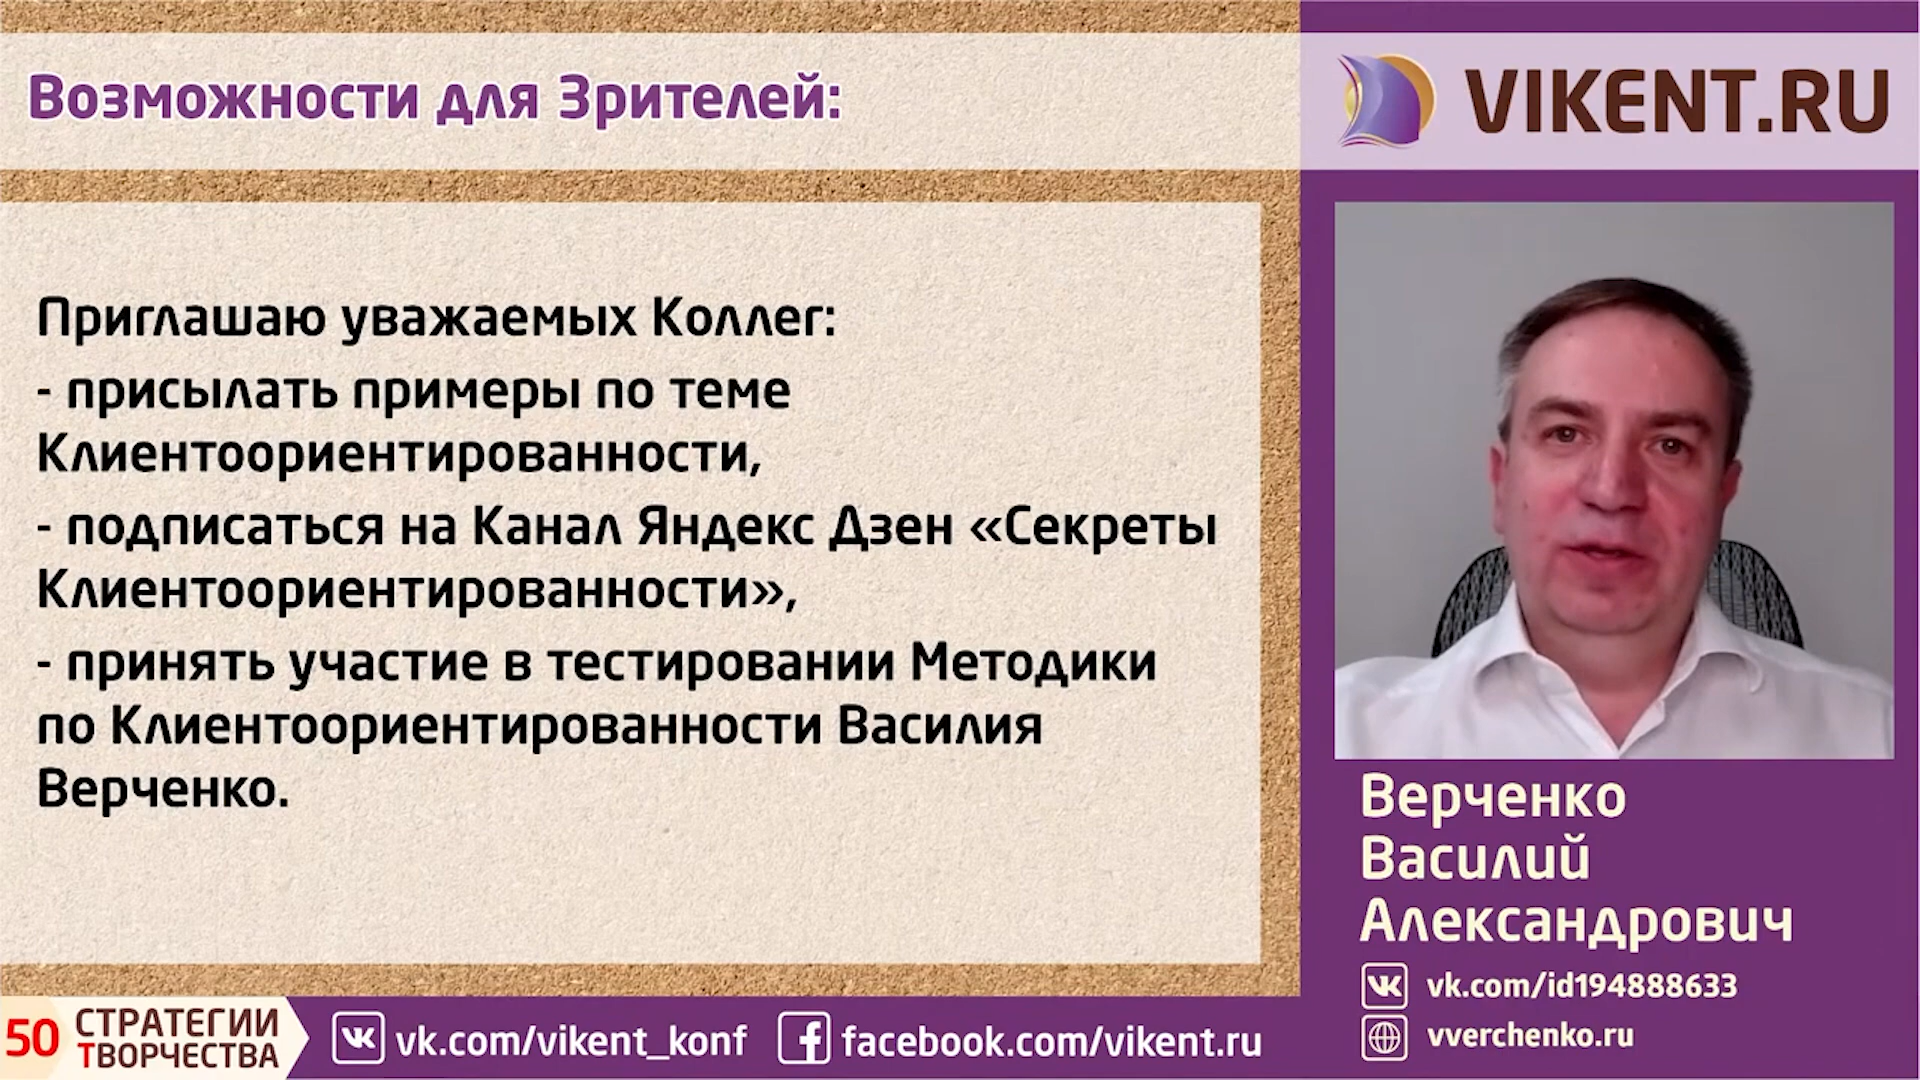 Возможности для Зрителей:
VIKENT.RU
Приглашаю уважаемых Коллег:
- присылать примеры по теме
Клиентоориентированности,
- подписаться на Канал Яндекс Дзен «Секреты
Клиентоориентированности»,
- принять участие в тестировании Методики
по Клиентоориентированности Василия
Верченко.
Верченко
Василий
Александрович
vk.com/id194888633
vverchenko.ru
50 СТРАТЕГИИ
ТВОРЧЕСТВА
vk.com/vikent_konf
facebook.com/vikent.ru